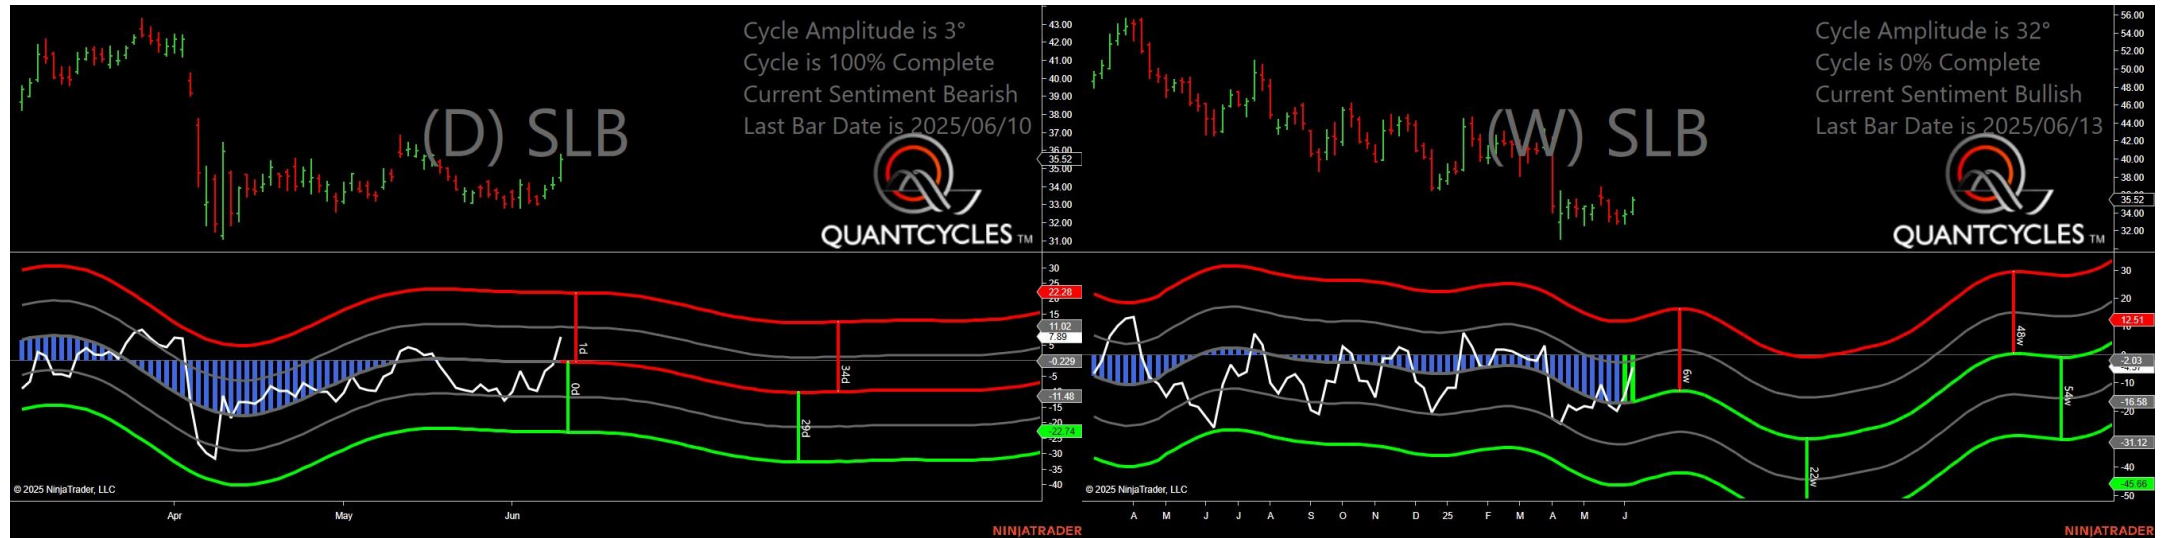 Cycle Amplitude is 3°
Cycle is 100% Complete
Current Sentiment Bearish
Last Bar Date is 2025/06/10
(D) SLB
QUANTCYCLES TM
43.00
42.00
41.00
40.00
39.00
38.00
37.00
36.00
35.52
35.00
34.00
33.00
32.00
31.00
30
25
22.28
15
11.02
7.89
5
-0.229
-5
-11.48
-15
-20
-22.74
-25
-30
-35
-40
1d
0d
34d
29d
© 2025 NinjaTrader, LLC
Apr May Jun
NINJATRADER
Cycle Amplitude is 32°
Cycle is 0% Complete
Current Sentiment Bullish
Last Bar Date is 2025/06/13
(W) SLB
QUANTCYCLES TM
56.00
54.00
52.00
50.00
48.00
46.00
44.00
42.00
40.00
38.00
35.52
34.00
32.00
30
20
12.51
-2.03
-10
-16.58
-20
-31.12
-40
-45.66
-50
6w
22w
48w
54w
© 2025 NinjaTrader, LLC
A M J J A S O N D 25 F M A M J
NINJATRADER